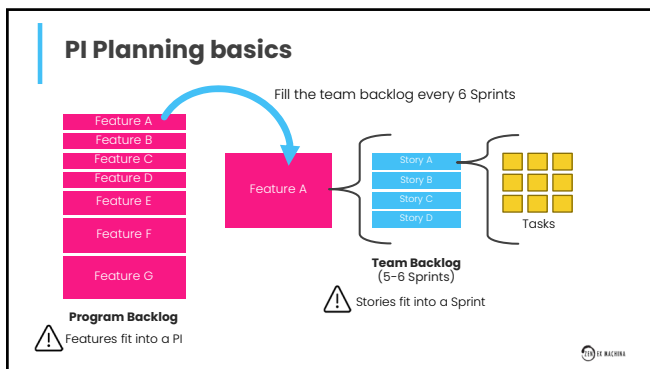 PI Planning basics
Fill the team backlog every 6 Sprints
Feature A
Feature B
Feature C
Feature D
Feature E
Feature F
Feature G
Program Backlog
Features fit into a PI
Feature A
Story A
Story B
Story C
Story D
Team Backlog
(5-6 Sprints)
Stories fit into a Sprint
Tasks
ZEN EX MACHINA